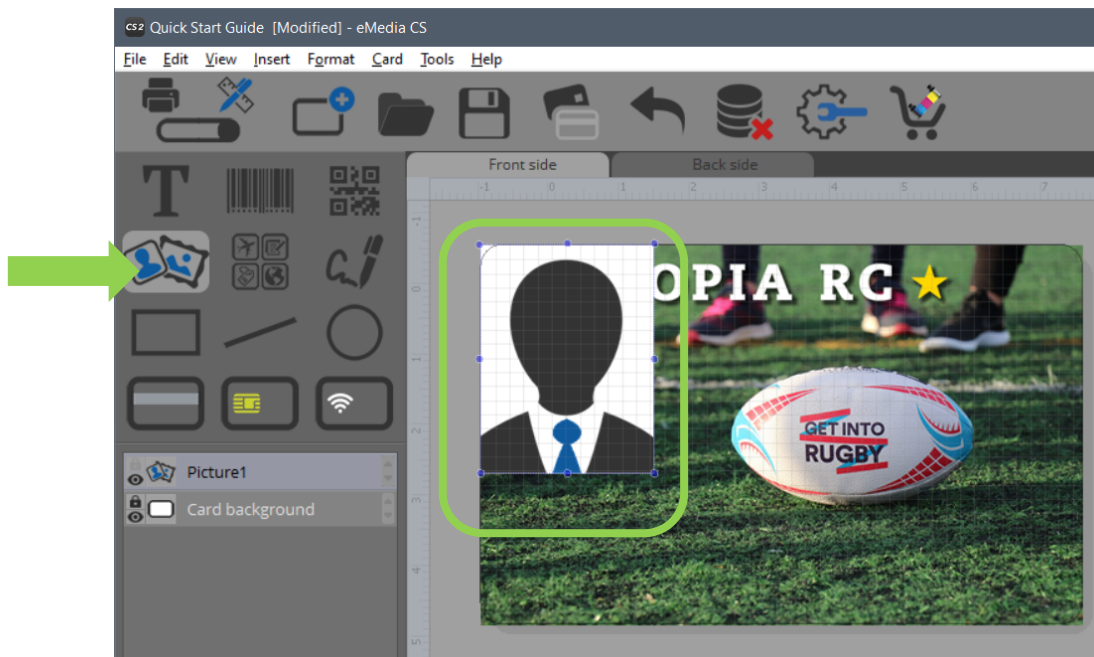 CS2 Quick Start Guide [Modified] - eMedia CS
File Edit View Insert Format Card Tools Help
Front side Back side
-1 0 1 2 3 4 5 6 7
T
-1
OPIA RC
0
1
GET INTO
RUGBY
2
Picture1
3
Card background
4
5